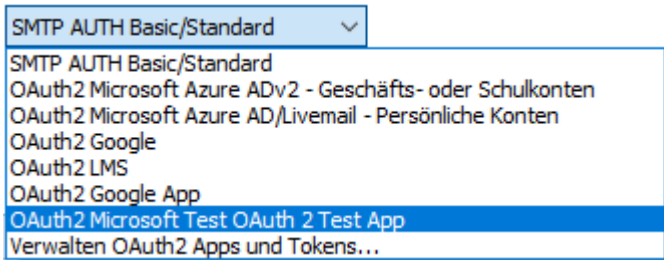 SMTP AUTH Basic/Standard
SMTP AUTH Basic/Standard
OAuth2 Microsoft Azure ADv2 - Geschäfts- oder Schulkonten
OAuth2 Microsoft Azure AD/Livemail - Persönliche Konten
OAuth2 Google
OAuth2 LMS
OAuth2 Google App
OAuth2 Microsoft Test OAuth 2 Test App
Verwalten OAuth2 Apps und Tokens...